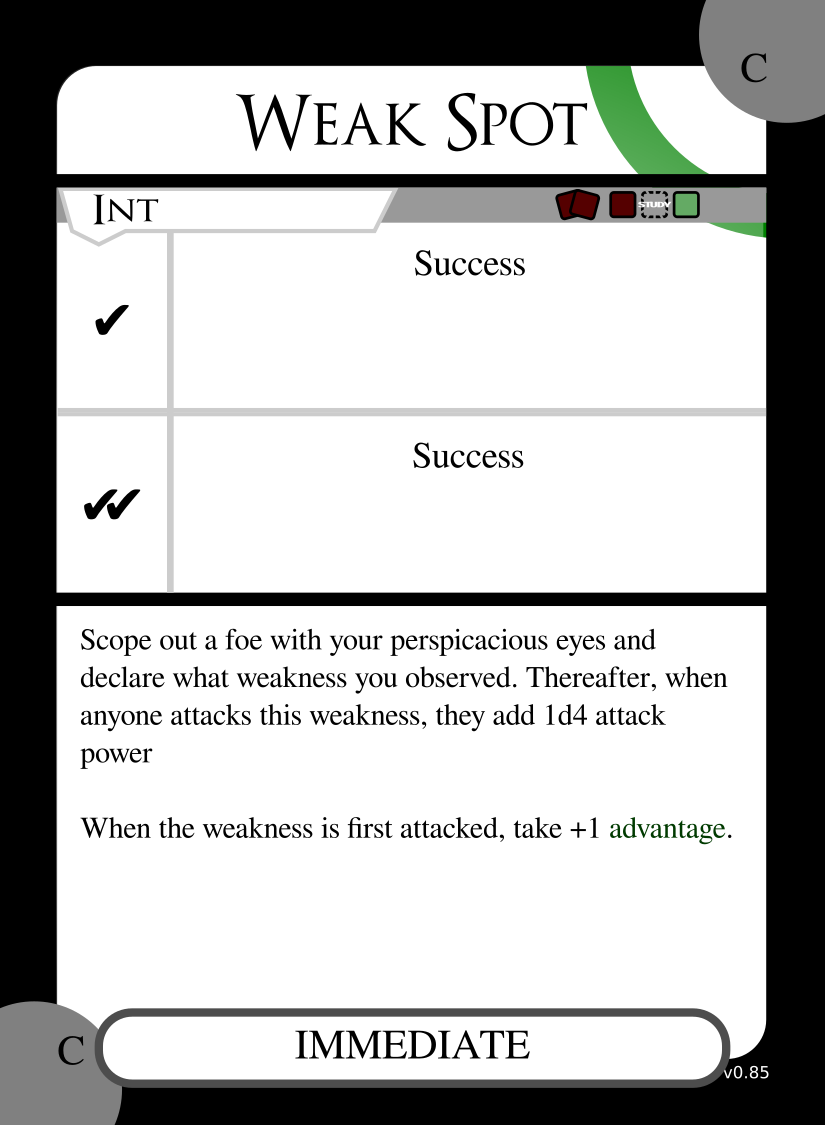 C
Weak Spot
Int
STUDY
Success
✔
Success
✔✔
Scope out a foe with your perspicacious eyes and
declare what weakness you observed. Thereafter, when
anyone attacks this weakness, they add 1d4 attack
power
When the weakness is first attacked, take +1 advantage.
C
IMMEDIATE
v0.85